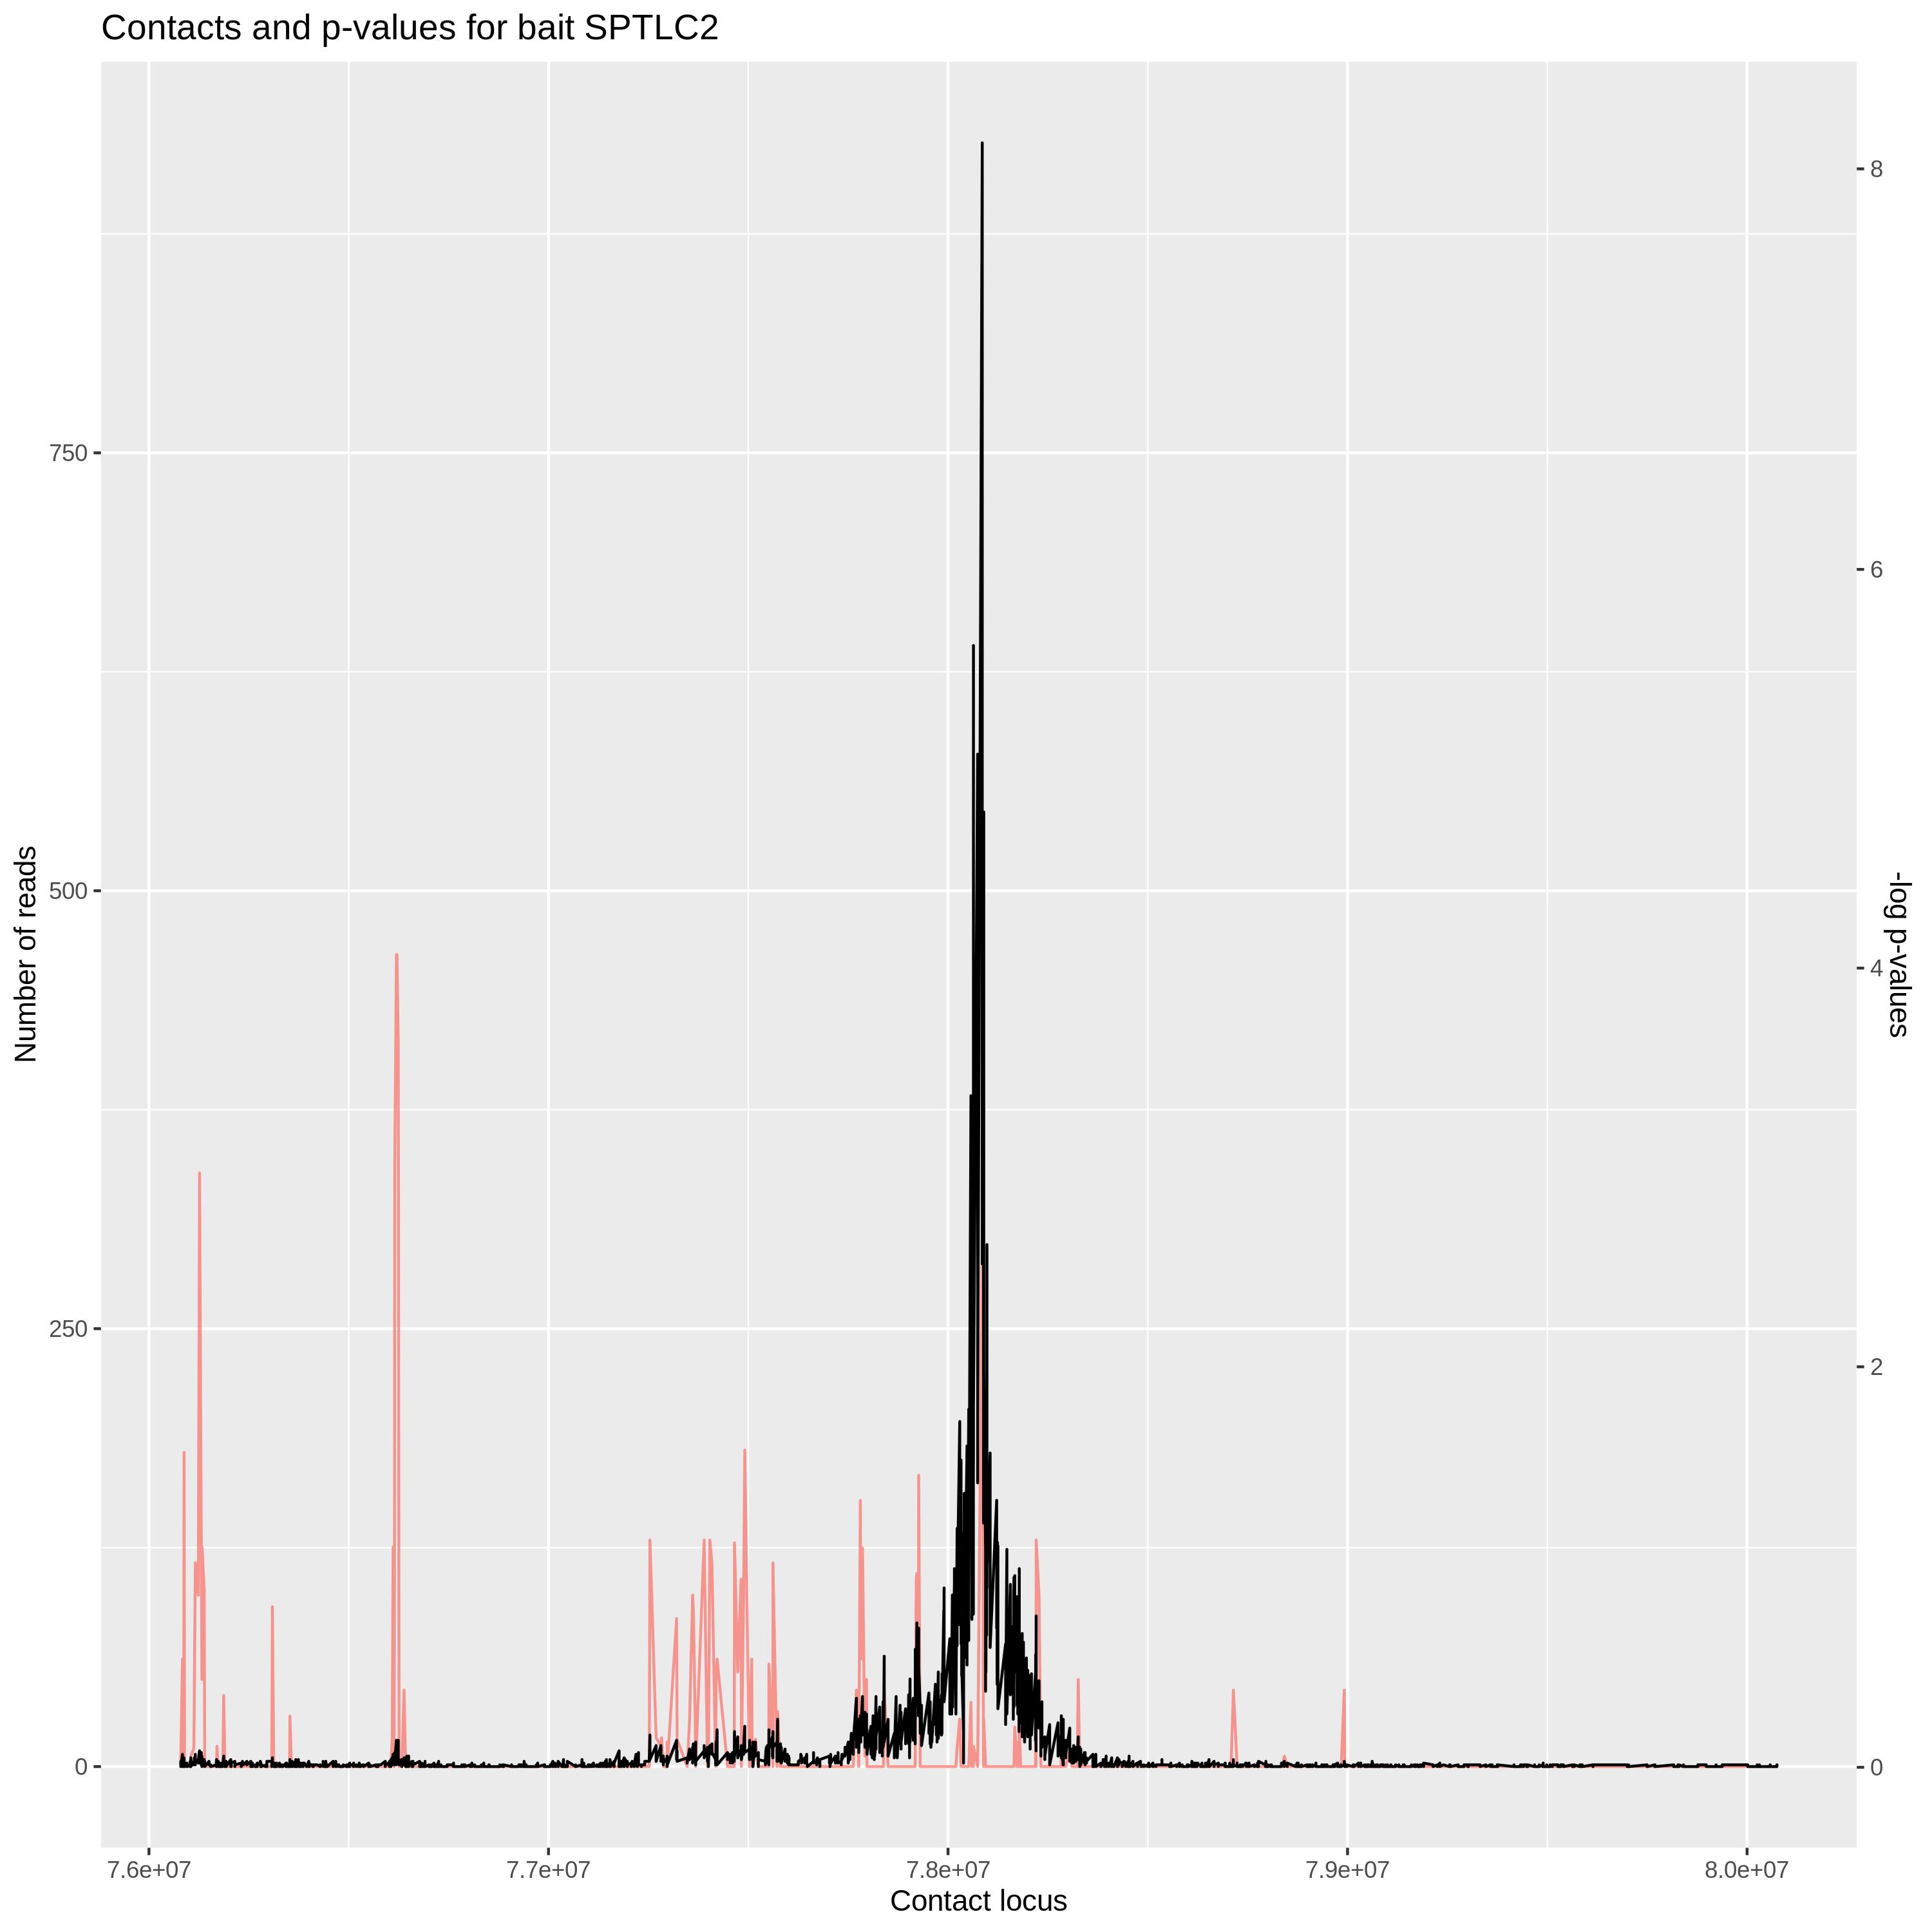 Contacts and p-values for bait SPTLC2
Number of reads
750
500
250
0
8
6
4
2
0
-log p-values
7.6e+07 7.7e+07 7.8e+07 7.9e+07 8.0e+07
Contact locus